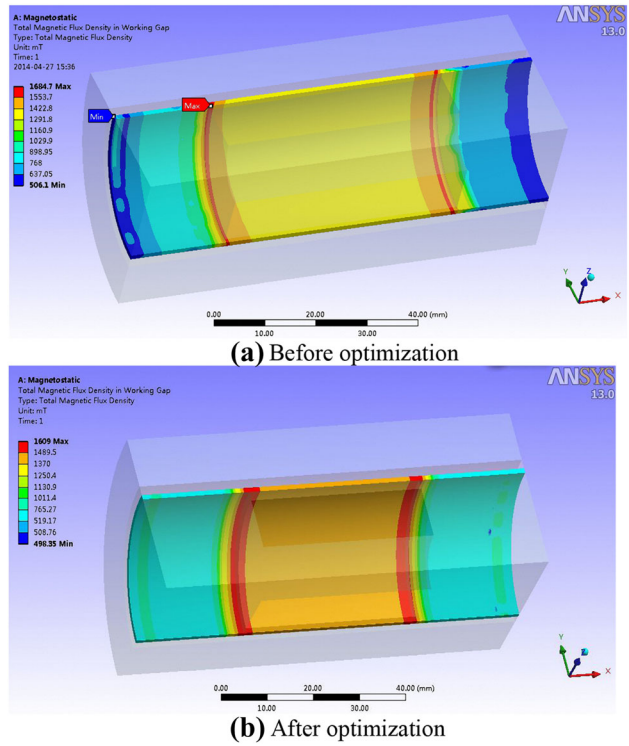 A: Magnetostatic
Total Magnetic Flux Density in Working Gap
Type: Total Magnetic Flux Density
Unit: mT
Time: 1
2014-04-27 15:36
ANSYS
13.0
1684.7 Max
1553.7
1422.8
1291.8
1160.9
1029.9
898.95
768
637.05
506.1 Min
Min
Max
Y
Z
X
0.00 20.00 40.00 (mm)
10.00 30.00
(a) Before optimization
A: Magnetostatic
Total Magnetic Flux Density in Working Gap
Type: Total Magnetic Flux Density
Unit: mT
Time: 1
ANSYS
13.0
1609 Max
1489.5
1370
1250.4
1130.9
1011.4
765.27
519.17
508.76
498.35 Min
Y
Z
X
0.00 20.00 40.00 (mm)
10.00 30.00
(b) After optimization